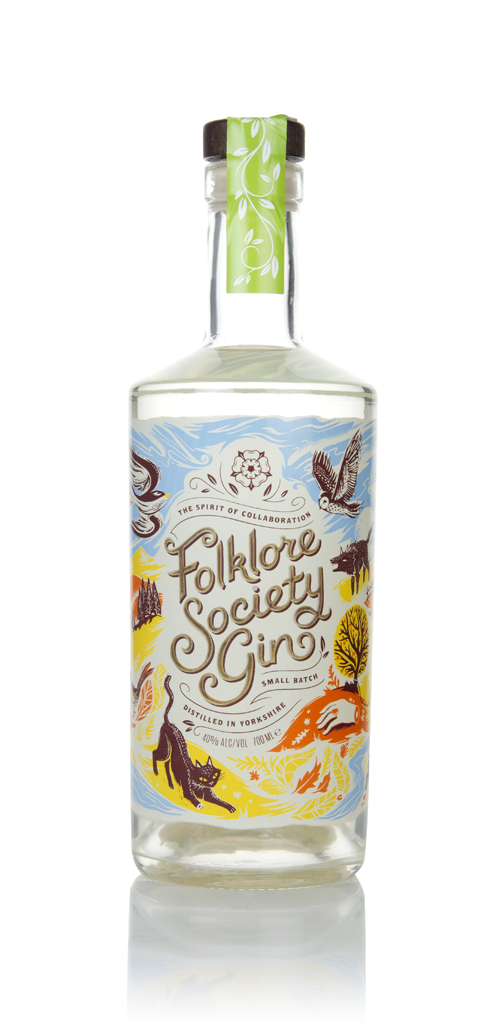 THE SPIRIT OF COLLABORATION
Folklore
Society
Gin
SMALL BATCH
DISTILLED IN YORKSHIRE
40% ALC/VOL 700ML ℮